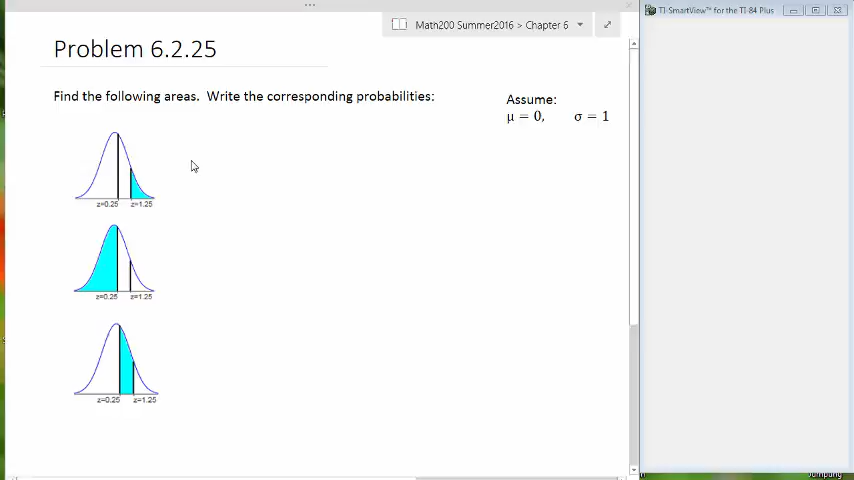 Math200 Summer2016 > Chapter 6
TI-SmartView™ for the TI-84 Plus
Problem 6.2.25
Find the following areas. Write the corresponding probabilities:
Assume:
μ = 0, σ = 1
z=0.25 z=1.25
z=0.25 z=1.25
z=0.25 z=1.25